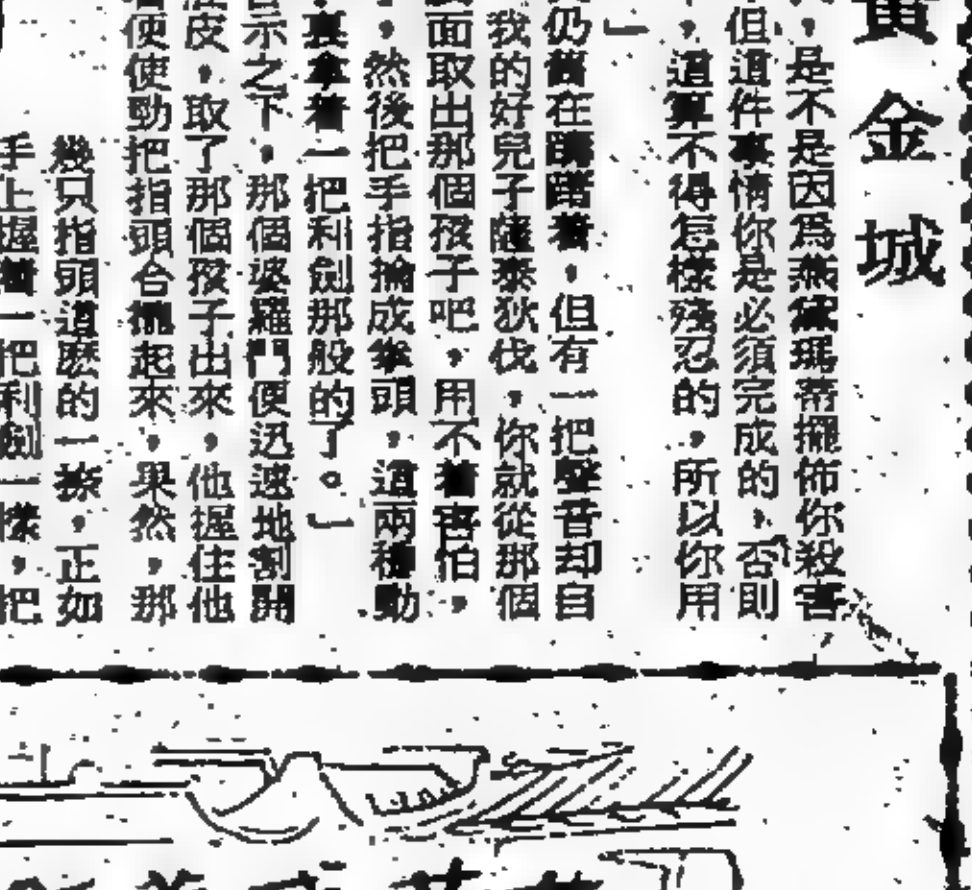 黃金城
，是不是因爲燕黛瑪蒂擺佈你殺害
但這件事情你是必須完成的，否則
，這算不得怎樣殘忍的，所以你用
」
仍舊在躊躇着，但有一把聲音却自
我的好兒子薩泰狄伐，你就從那個
面取出那個孩子吧，用不着害怕，
，然後把手指捲成拳頭，這兩種動
裏拿着一把利劍那般的了。」
示之下，那個婆羅門便迅速地割開
皮，取了那個孩子出來，他握住他
便使勁把指頭合攏起來，果然，那
幾只指頭這麼的一撩，正如
手上握着一把利劍一樣，把